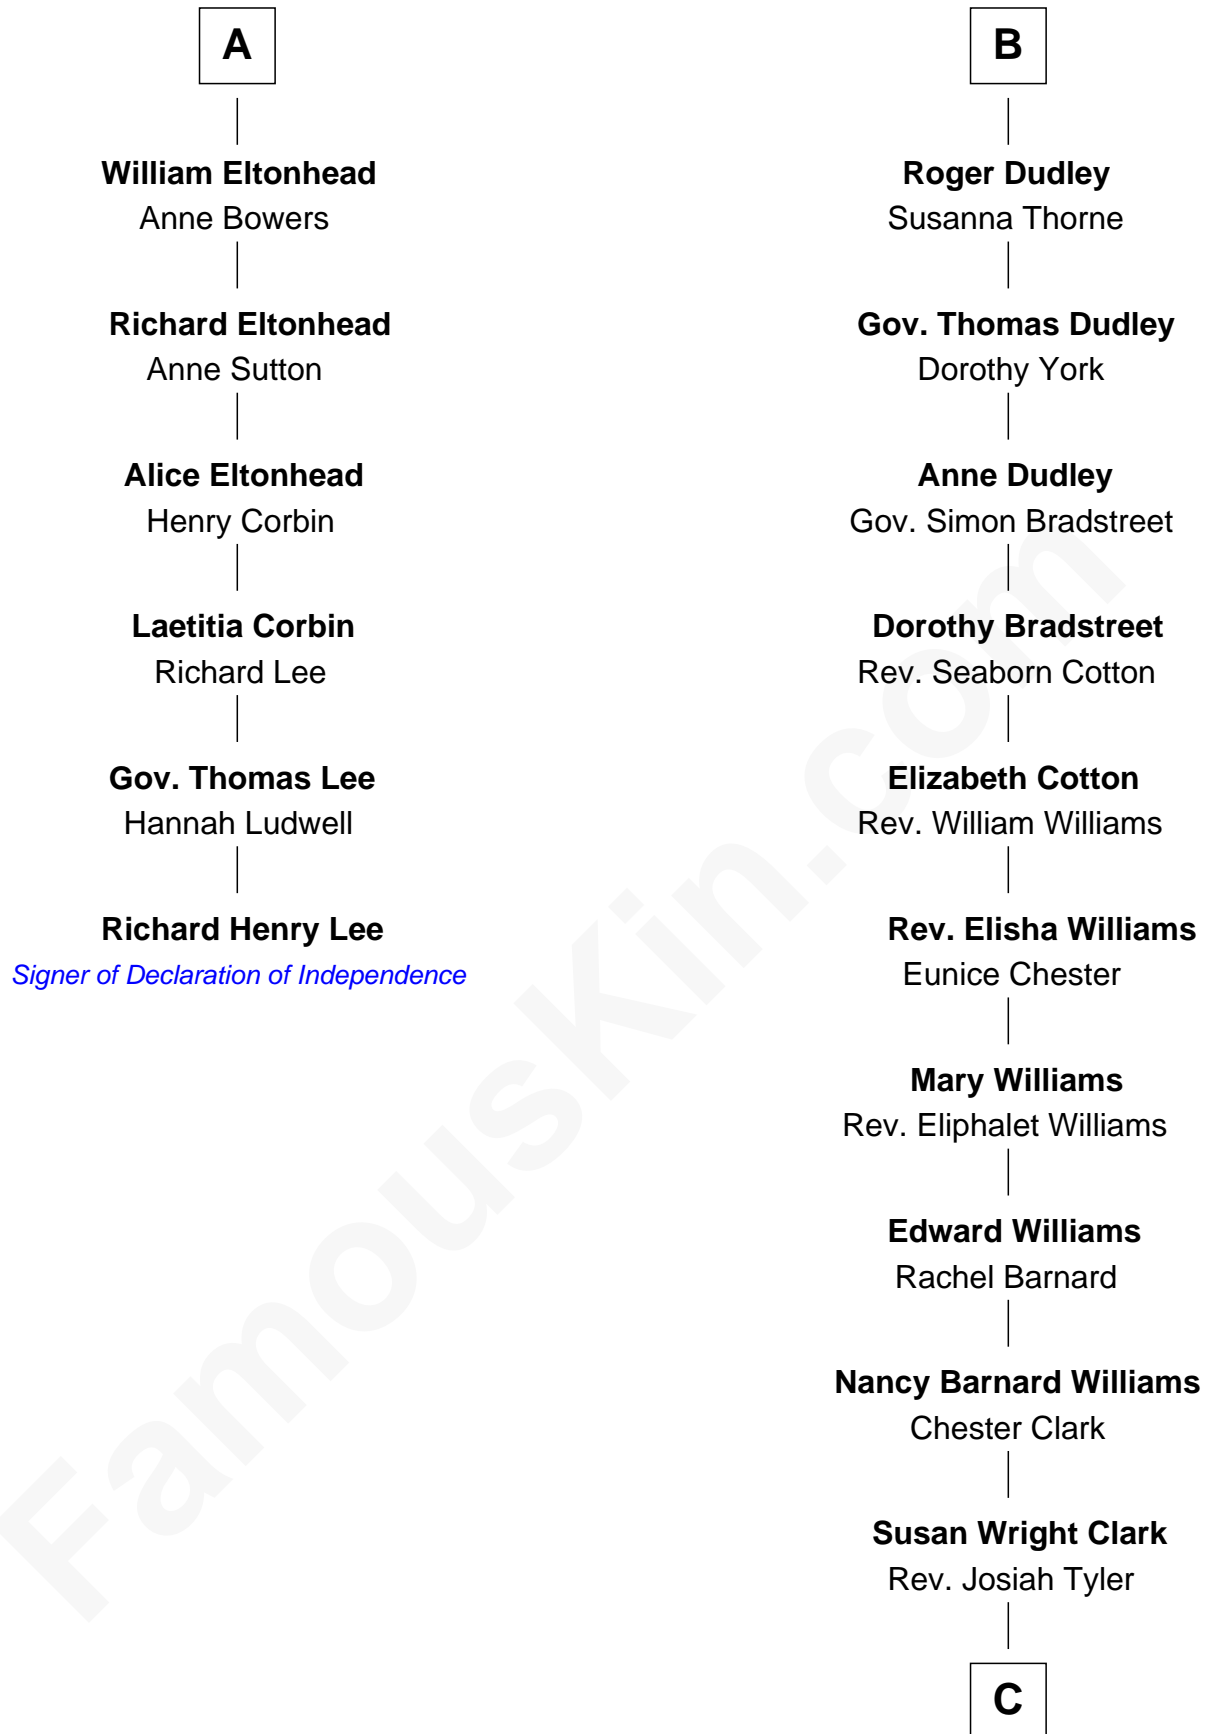 A
William Eltonhead
Anne Bowers
Richard Eltonhead
Anne Sutton
Alice Eltonhead
Henry Corbin
Laetitia Corbin
Richard Lee
Gov. Thomas Lee
Hannah Ludwell
Richard Henry Lee
Signer of Declaration of Independence
B
Roger Dudley
Susanna Thorne
Gov. Thomas Dudley
Dorothy York
Anne Dudley
Gov. Simon Bradstreet
Dorothy Bradstreet
Rev. Seaborn Cotton
Elizabeth Cotton
Rev. William Williams
Rev. Elisha Williams
Eunice Chester
Mary Williams
Rev. Eliphalet Williams
Edward Williams
Rachel Barnard
Nancy Barnard Williams
Chester Clark
Susan Wright Clark
Rev. Josiah Tyler
C
FamousKin.com